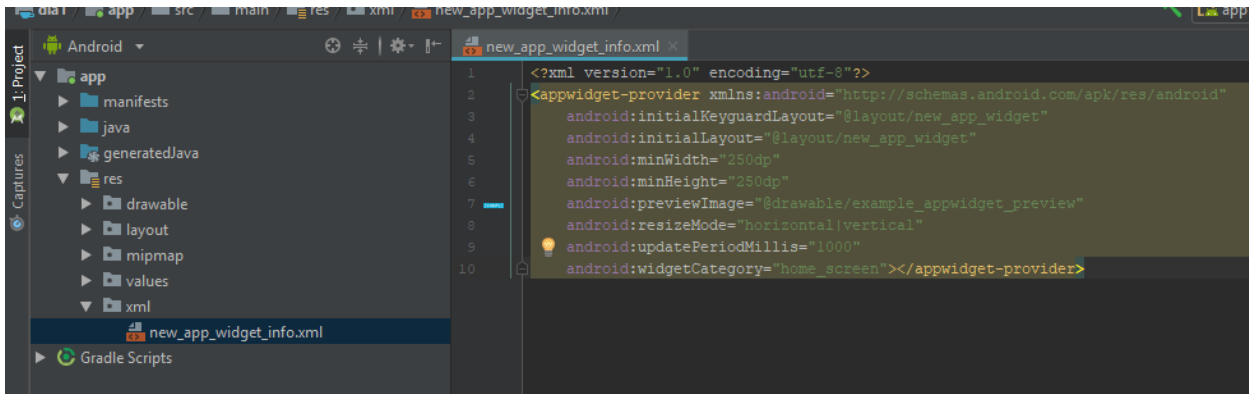 dia1 app src main res xml new_app_widget_info.xml app
1: Project
Captures
Android
app
manifests
java
generatedJava
res
drawable
layout
mipmap
values
xml
new_app_widget_info.xml
Gradle Scripts
new_app_widget_info.xml
1 <?xml version="1.0" encoding="utf-8"?>
2 <appwidget-provider xmlns:android="http://schemas.android.com/apk/res/android"
3 android:initialKeyguardLayout="@layout/new_app_widget"
4 android:initialLayout="@layout/new_app_widget"
5 android:minWidth="250dp"
6 android:minHeight="250dp"
7 android:previewImage="@drawable/example_appwidget_preview"
8 android:resizeMode="horizontal|vertical"
9 android:updatePeriodMillis="1000"
10 android:widgetCategory="home_screen"></appwidget-provider>